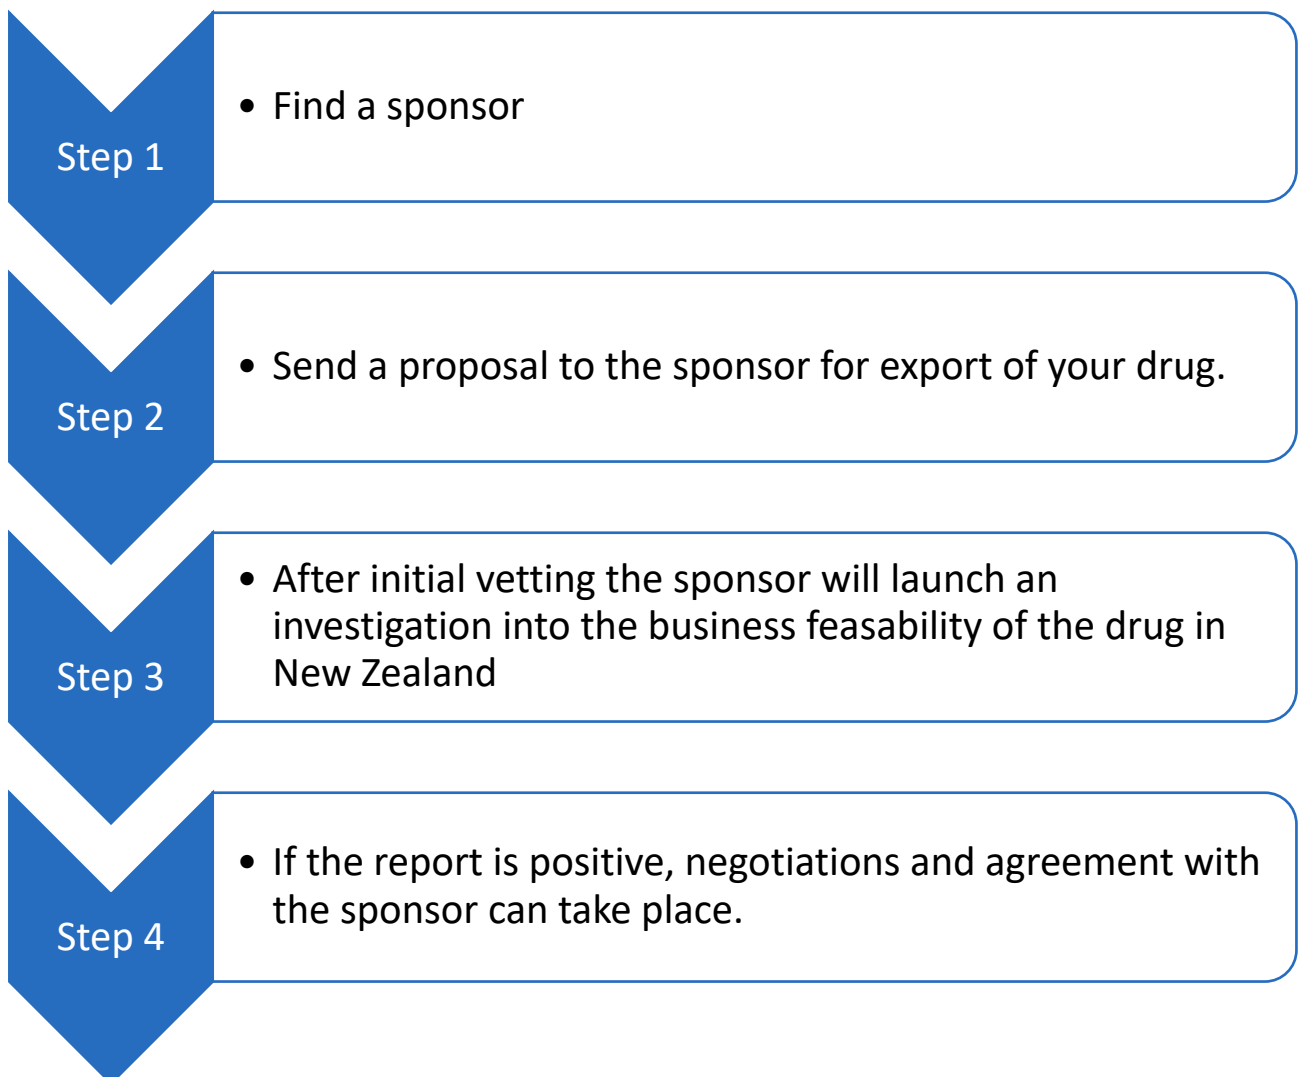 Step 1
• Find a sponsor
Step 2
• Send a proposal to the sponsor for export of your drug.
Step 3
• After initial vetting the sponsor will launch an
investigation into the business feasability of the drug in
New Zealand
Step 4
• If the report is positive, negotiations and agreement with
the sponsor can take place.